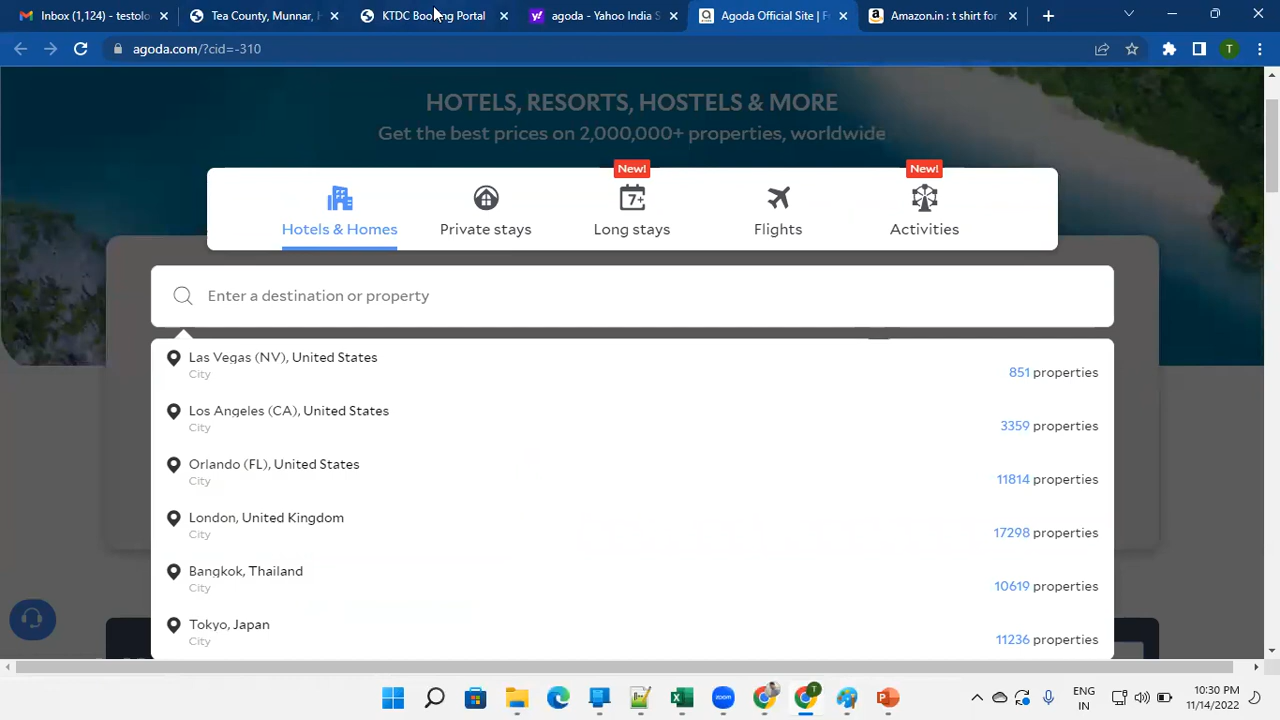 Inbox (1,124) - testolo
Tea County, Munnar, H
KTDC Booking Portal
agoda - Yahoo India S
Agoda Official Site | F
Amazon.in : t shirt for
agoda.com/?cid=-310
T
HOTELS, RESORTS, HOSTELS & MORE
Get the best prices on 2,000,000+ properties, worldwide
New!
New!
7+
Hotels & Homes
Private stays
Long stays
Flights
Activities
Enter a destination or property
Las Vegas (NV), United States
City
851 properties
Los Angeles (CA), United States
City
3359 properties
Orlando (FL), United States
City
11814 properties
London, United Kingdom
City
17298 properties
Bangkok, Thailand
City
10619 properties
Tokyo, Japan
City
11236 properties
zoom
T
ENG
IN
10:30 PM
11/14/2022